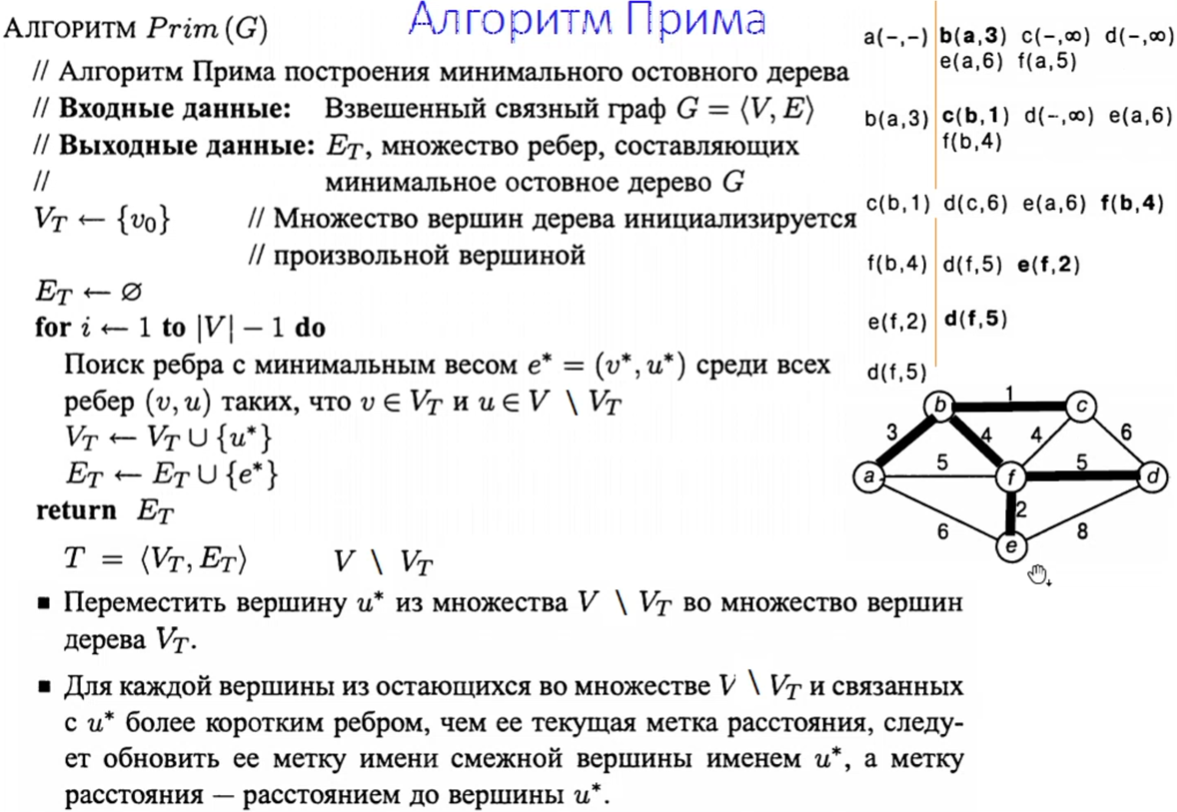 Алгоритм Прима
АЛГОРИТМ Prim (G)
// Алгоритм Прима построения минимального остовного дерева
// Входные данные: Взвешенный связный граф G = ⟨V, E⟩
// Выходные данные: E_T, множество ребер, составляющих
// минимальное остовное дерево G
V_T ← {v_0} // Множество вершин дерева инициализируется
// произвольной вершиной
E_T ← ∅
for i ← 1 to |V| − 1 do
Поиск ребра с минимальным весом e* = (v*, u*) среди всех
ребер (v, u) таких, что v ∈ V_T и u ∈ V \ V_T
V_T ← V_T ∪ {u*}
E_T ← E_T ∪ {e*}
return E_T
T = ⟨V_T, E_T⟩ V \ V_T
■ Переместить вершину u* из множества V \ V_T во множество вершин
дерева V_T.
■ Для каждой вершины из остающихся во множестве V \ V_T и связанных
с u* более коротким ребром, чем ее текущая метка расстояния, следу-
ет обновить ее метку имени смежной вершины именем u*, а метку
расстояния — расстоянием до вершины u*.
a(−,−) b(a,3) c(−,∞) d(−,∞)
e(a,6) f(a,5)
b(a,3) c(b,1) d(−,∞) e(a,6)
f(b,4)
c(b,1) d(c,6) e(a,6) f(b,4)
f(b,4) d(f,5) e(f,2)
e(f,2) d(f,5)
d(f,5)
1
b c
3 4 4 6
5 5
a f d
2
6 8
e